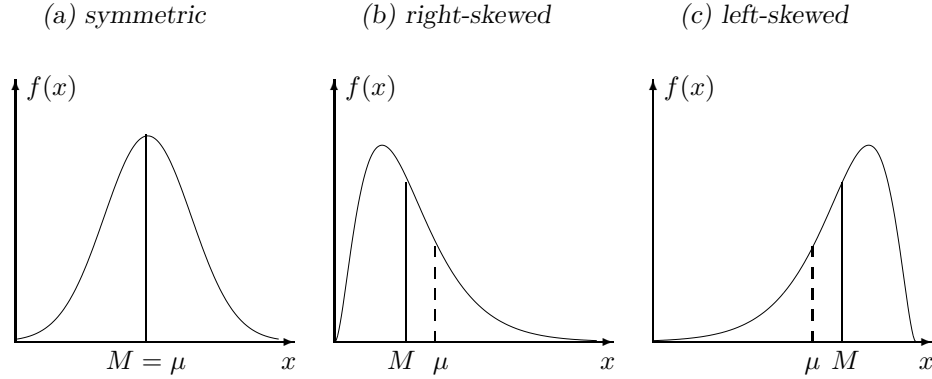 (a) symmetric
(b) right-skewed
(c) left-skewed
f(x)
f(x)
f(x)
M = μ
x
M
μ
x
μ
M
x